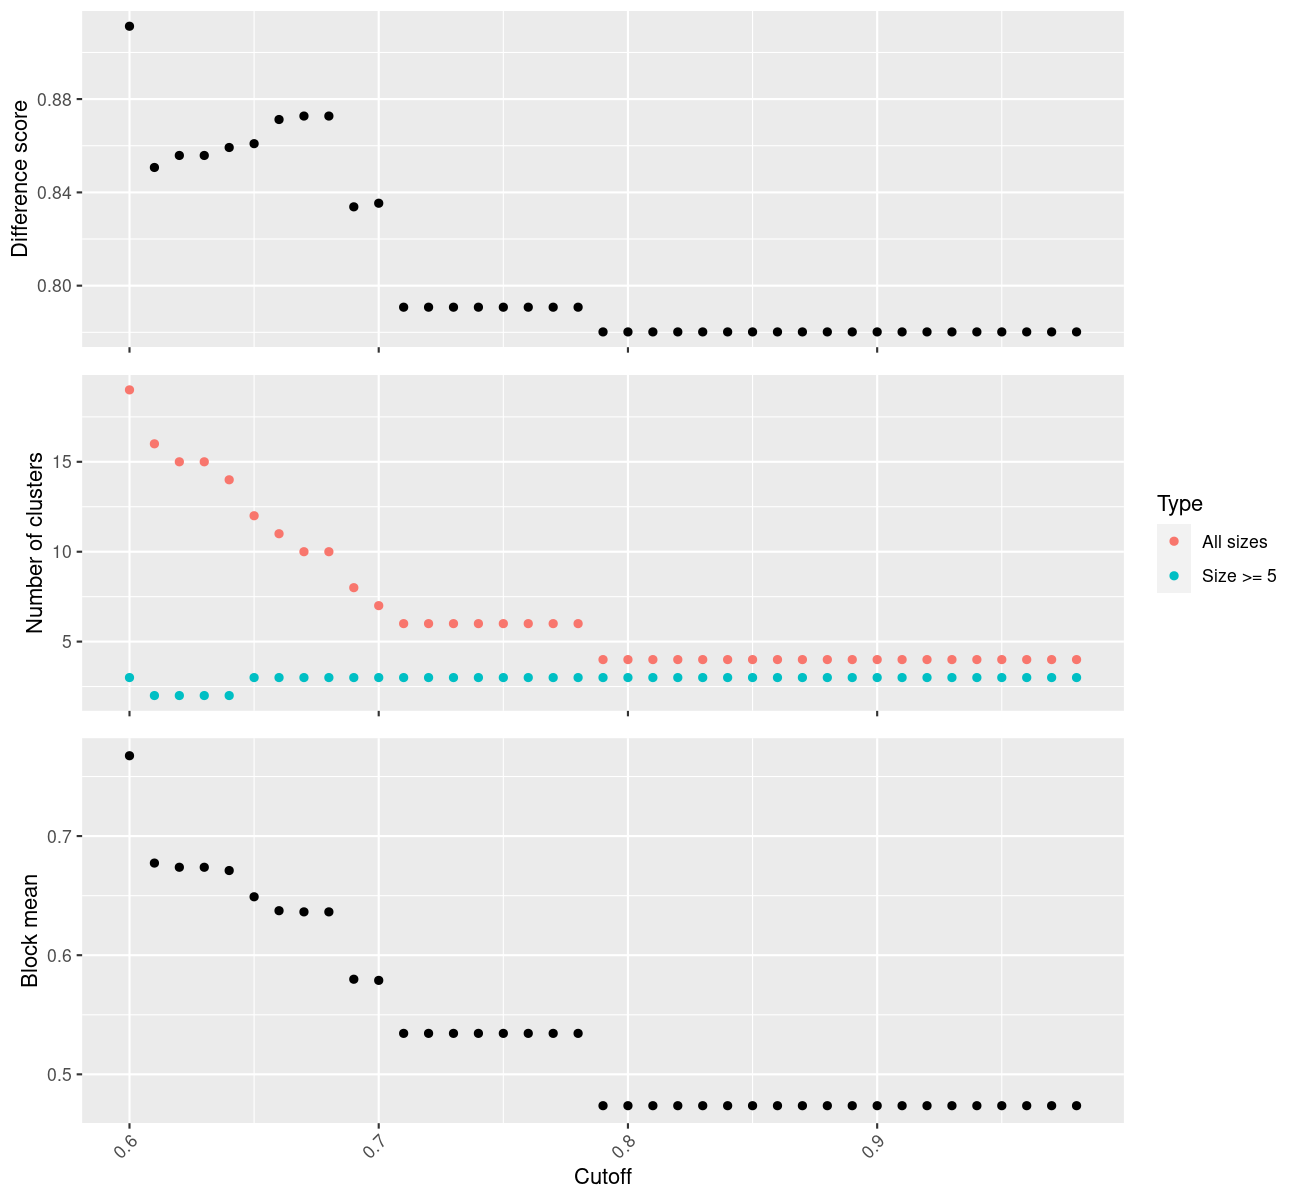 Difference score
0.88
0.84
0.80
Number of clusters
15
10
5
Type
All sizes
Size >= 5
Block mean
0.7
0.6
0.5
0.6
0.7
0.8
0.9
Cutoff